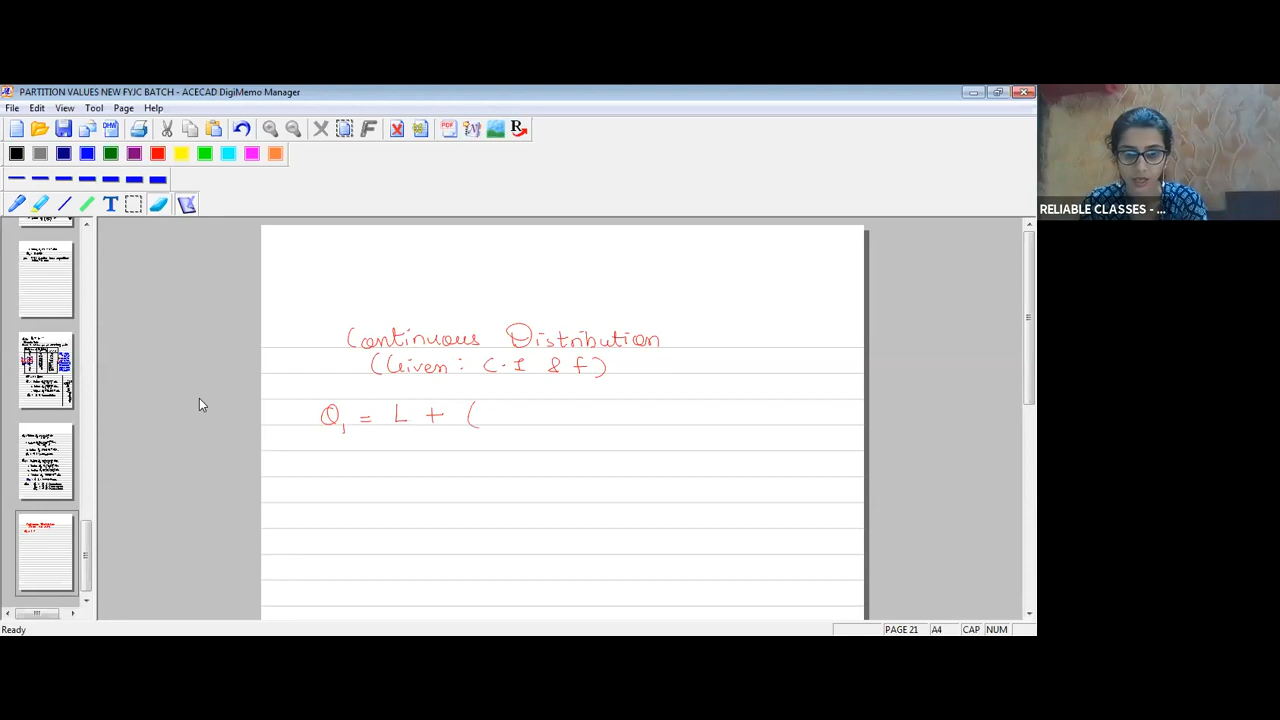 PARTITION VALUES NEW FYJC BATCH - ACECAD DigiMemo Manager
File Edit View Tool Page Help
RELIABLE CLASSES - ...
Continuous Distribution
(Given : C.I & f)
Q₁ = L + (
Ready
PAGE 21 A4 CAP NUM